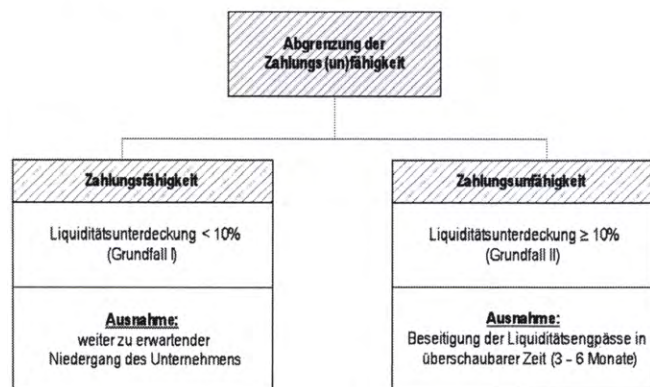 Abgrenzung der
Zahlungs(un)fähigkeit
Zahlungsfähigkeit
Liquiditätsunterdeckung < 10%
(Grundfall I)
Ausnahme:
weiter zu erwartender
Niedergang des Unternehmens
Zahlungsunfähigkeit
Liquiditätsunterdeckung ≥ 10%
(Grundfall II)
Ausnahme:
Beseitigung der Liquiditätsengpässe in
überschaubarer Zeit (3 – 6 Monate)